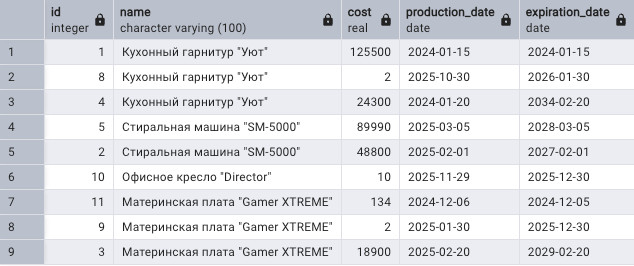 id name cost production_date expiration_date
integer character varying (100) real date date
1 1 Кухонный гарнитур "Уют" 125500 2024-01-15 2024-01-15
2 8 Кухонный гарнитур "Уют" 2 2025-10-30 2026-01-30
3 4 Кухонный гарнитур "Уют" 24300 2024-01-20 2034-02-20
4 5 Стиральная машина "SM-5000" 89990 2025-03-05 2028-03-05
5 2 Стиральная машина "SM-5000" 48800 2025-02-01 2027-02-01
6 10 Офисное кресло "Director" 10 2025-11-29 2025-12-30
7 11 Материнская плата "Gamer XTREME" 134 2024-12-06 2024-12-05
8 9 Материнская плата "Gamer XTREME" 2 2025-01-30 2025-12-30
9 3 Материнская плата "Gamer XTREME" 18900 2025-02-20 2029-02-20